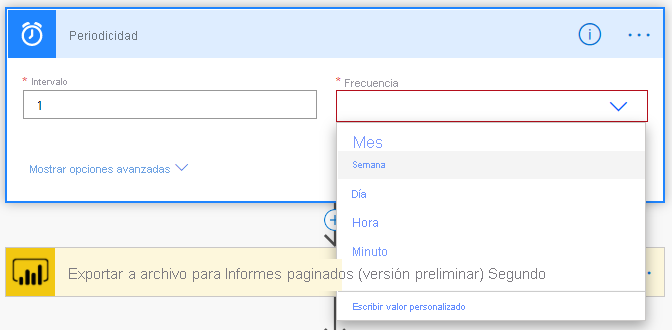 Periodicidad
* Intervalo
* Frecuencia
1
Mes
Semana
Mostrar opciones avanzadas
Día
Hora
Minuto
Exportar a archivo para Informes paginados (versión preliminar) Segundo
Escribir valor personalizado